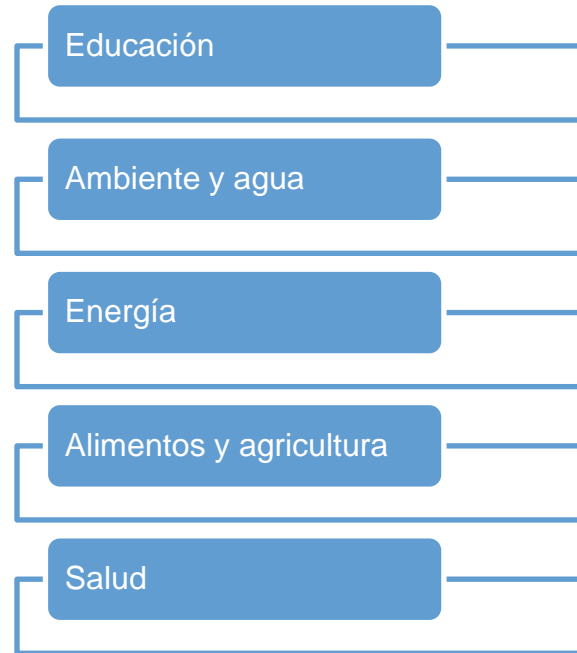 Educación
Ambiente y agua
Energía
Alimentos y agricultura
Salud